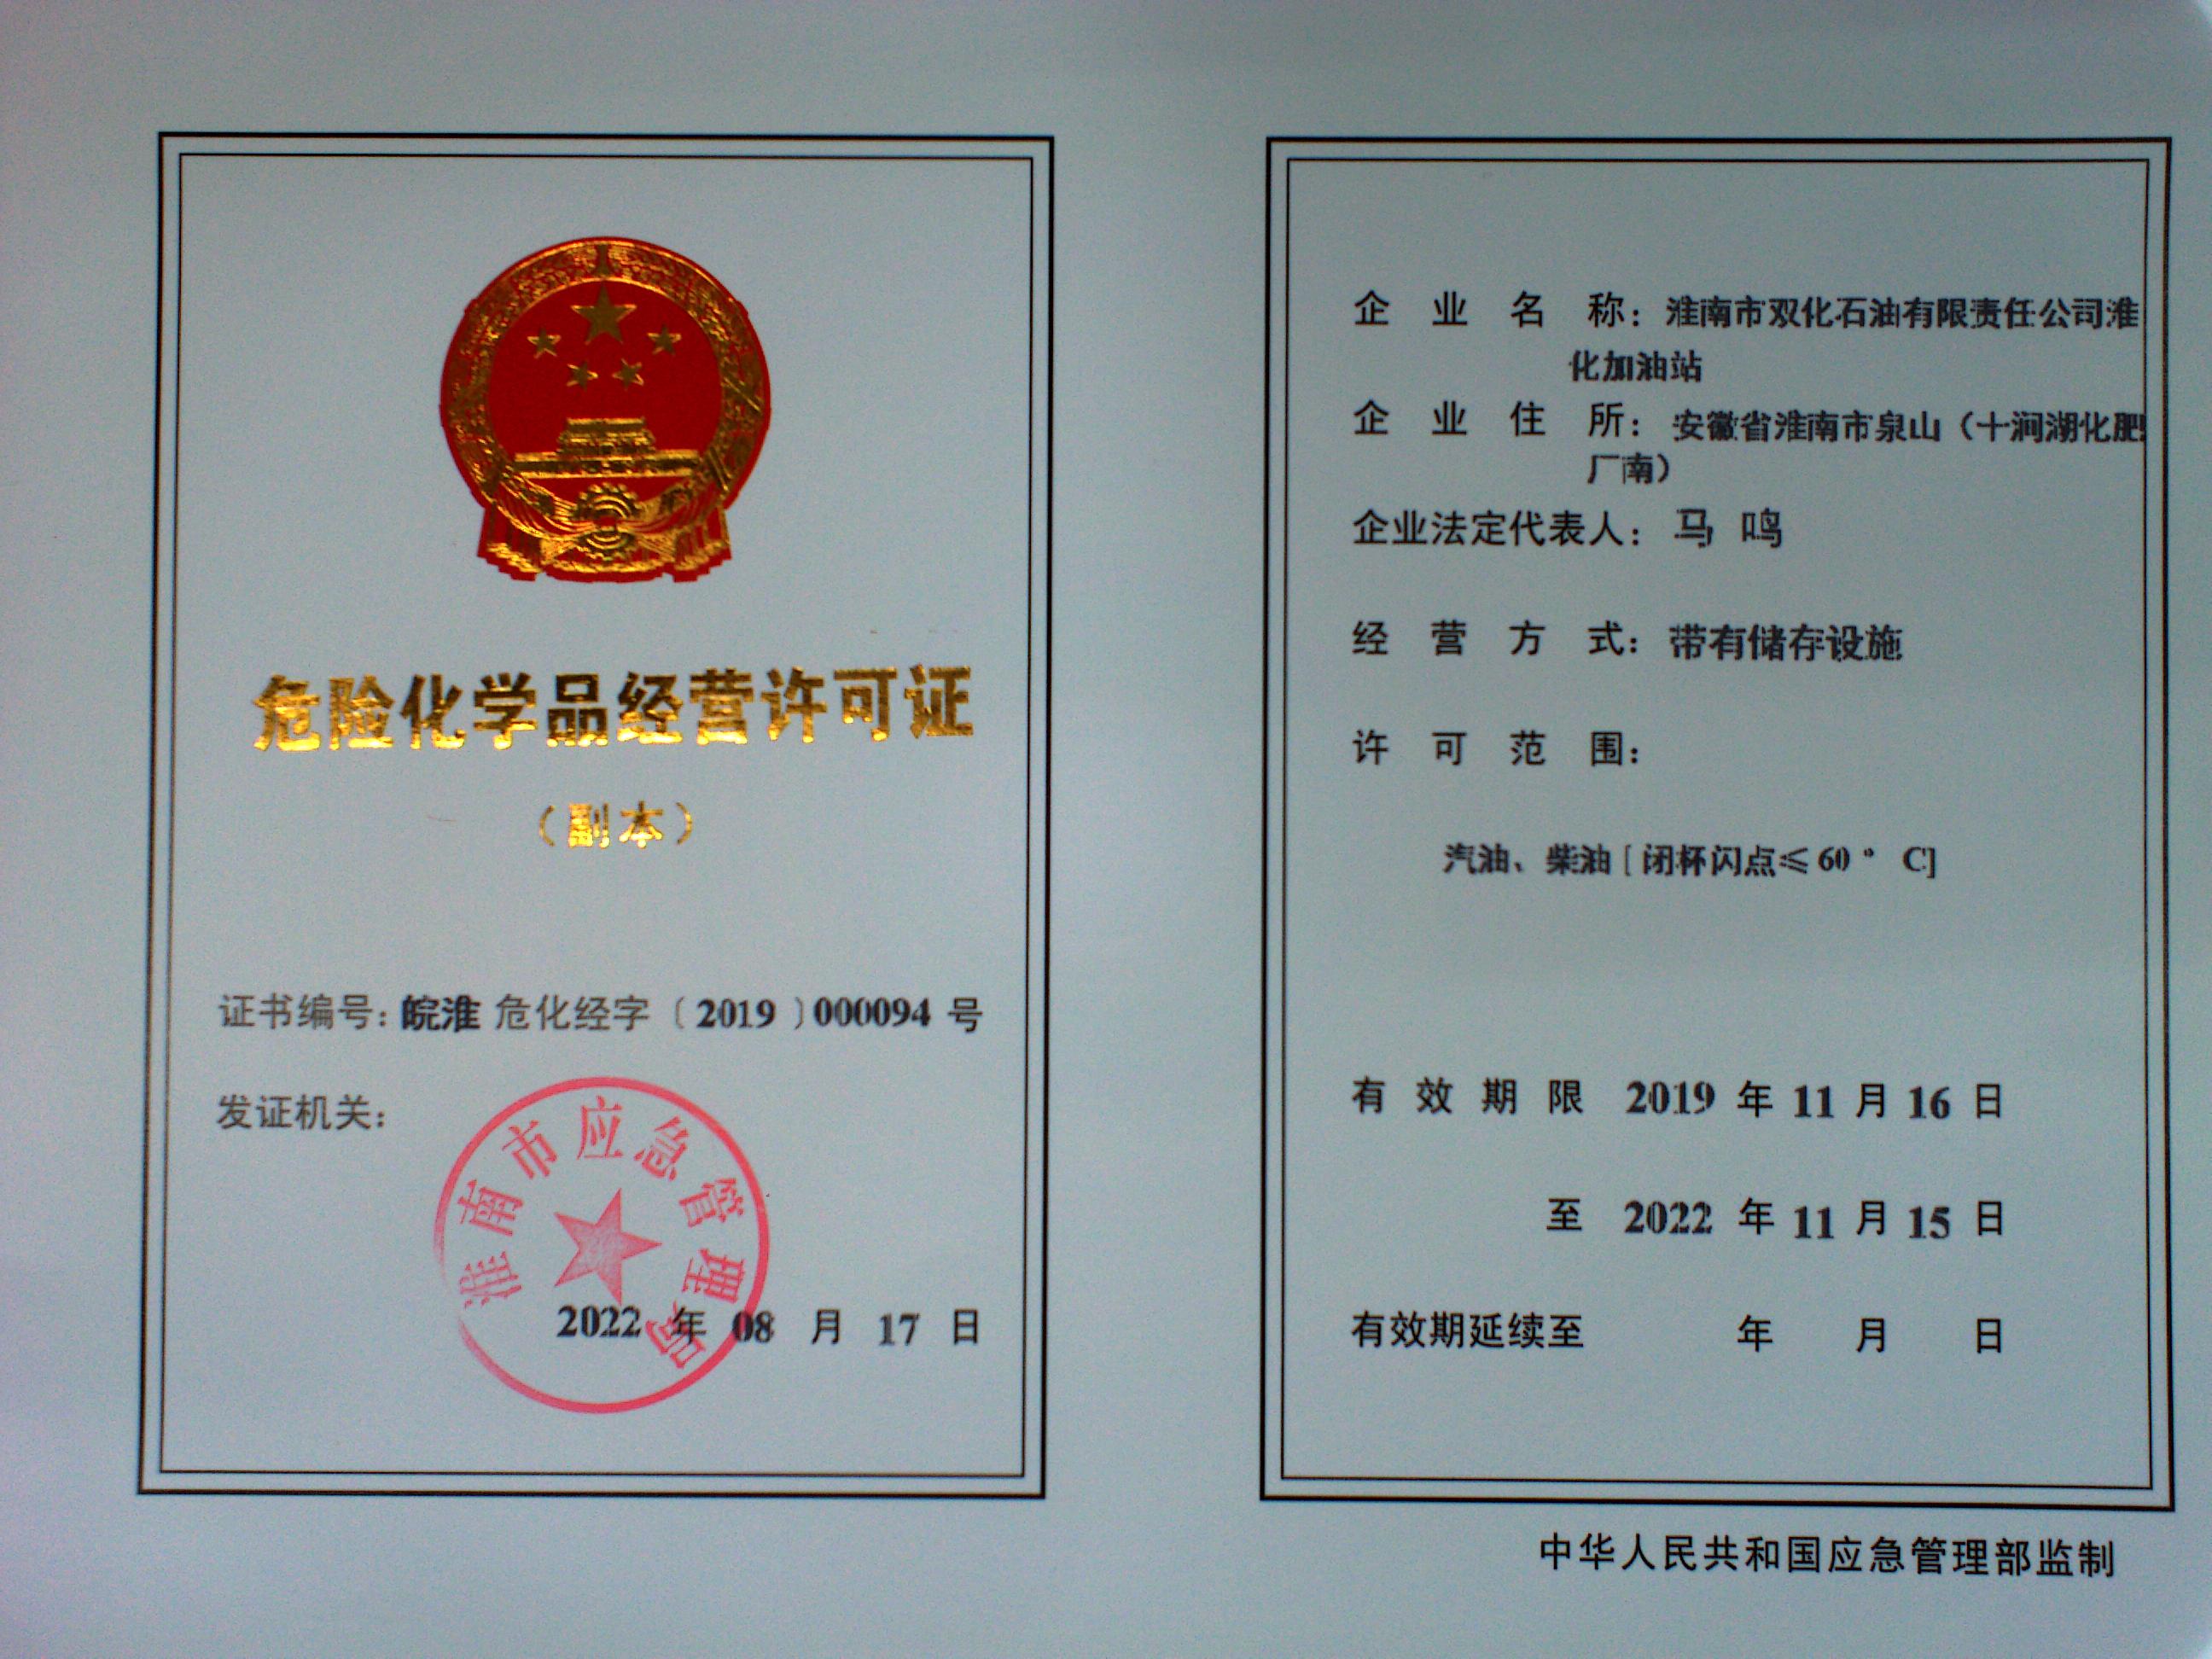 危险化学品经营许可证
（副本）
证书编号：皖淮 危化经字〔2019〕000094 号
发证机关：
淮南市应急管理局
2022 年 08 月 17 日
企业名称：淮南市双化石油有限责任公司淮
化加油站
企业住所：安徽省淮南市泉山（十涧湖化肥
厂南）
企业法定代表人：马 鸣
经营方式：带有储存设施
许可范围：
汽油、柴油[闭杯闪点≤60° C]
有效期限 2019 年 11 月 16 日
至 2022 年 11 月 15 日
有效期延续至 年 月 日
中华人民共和国应急管理部监制